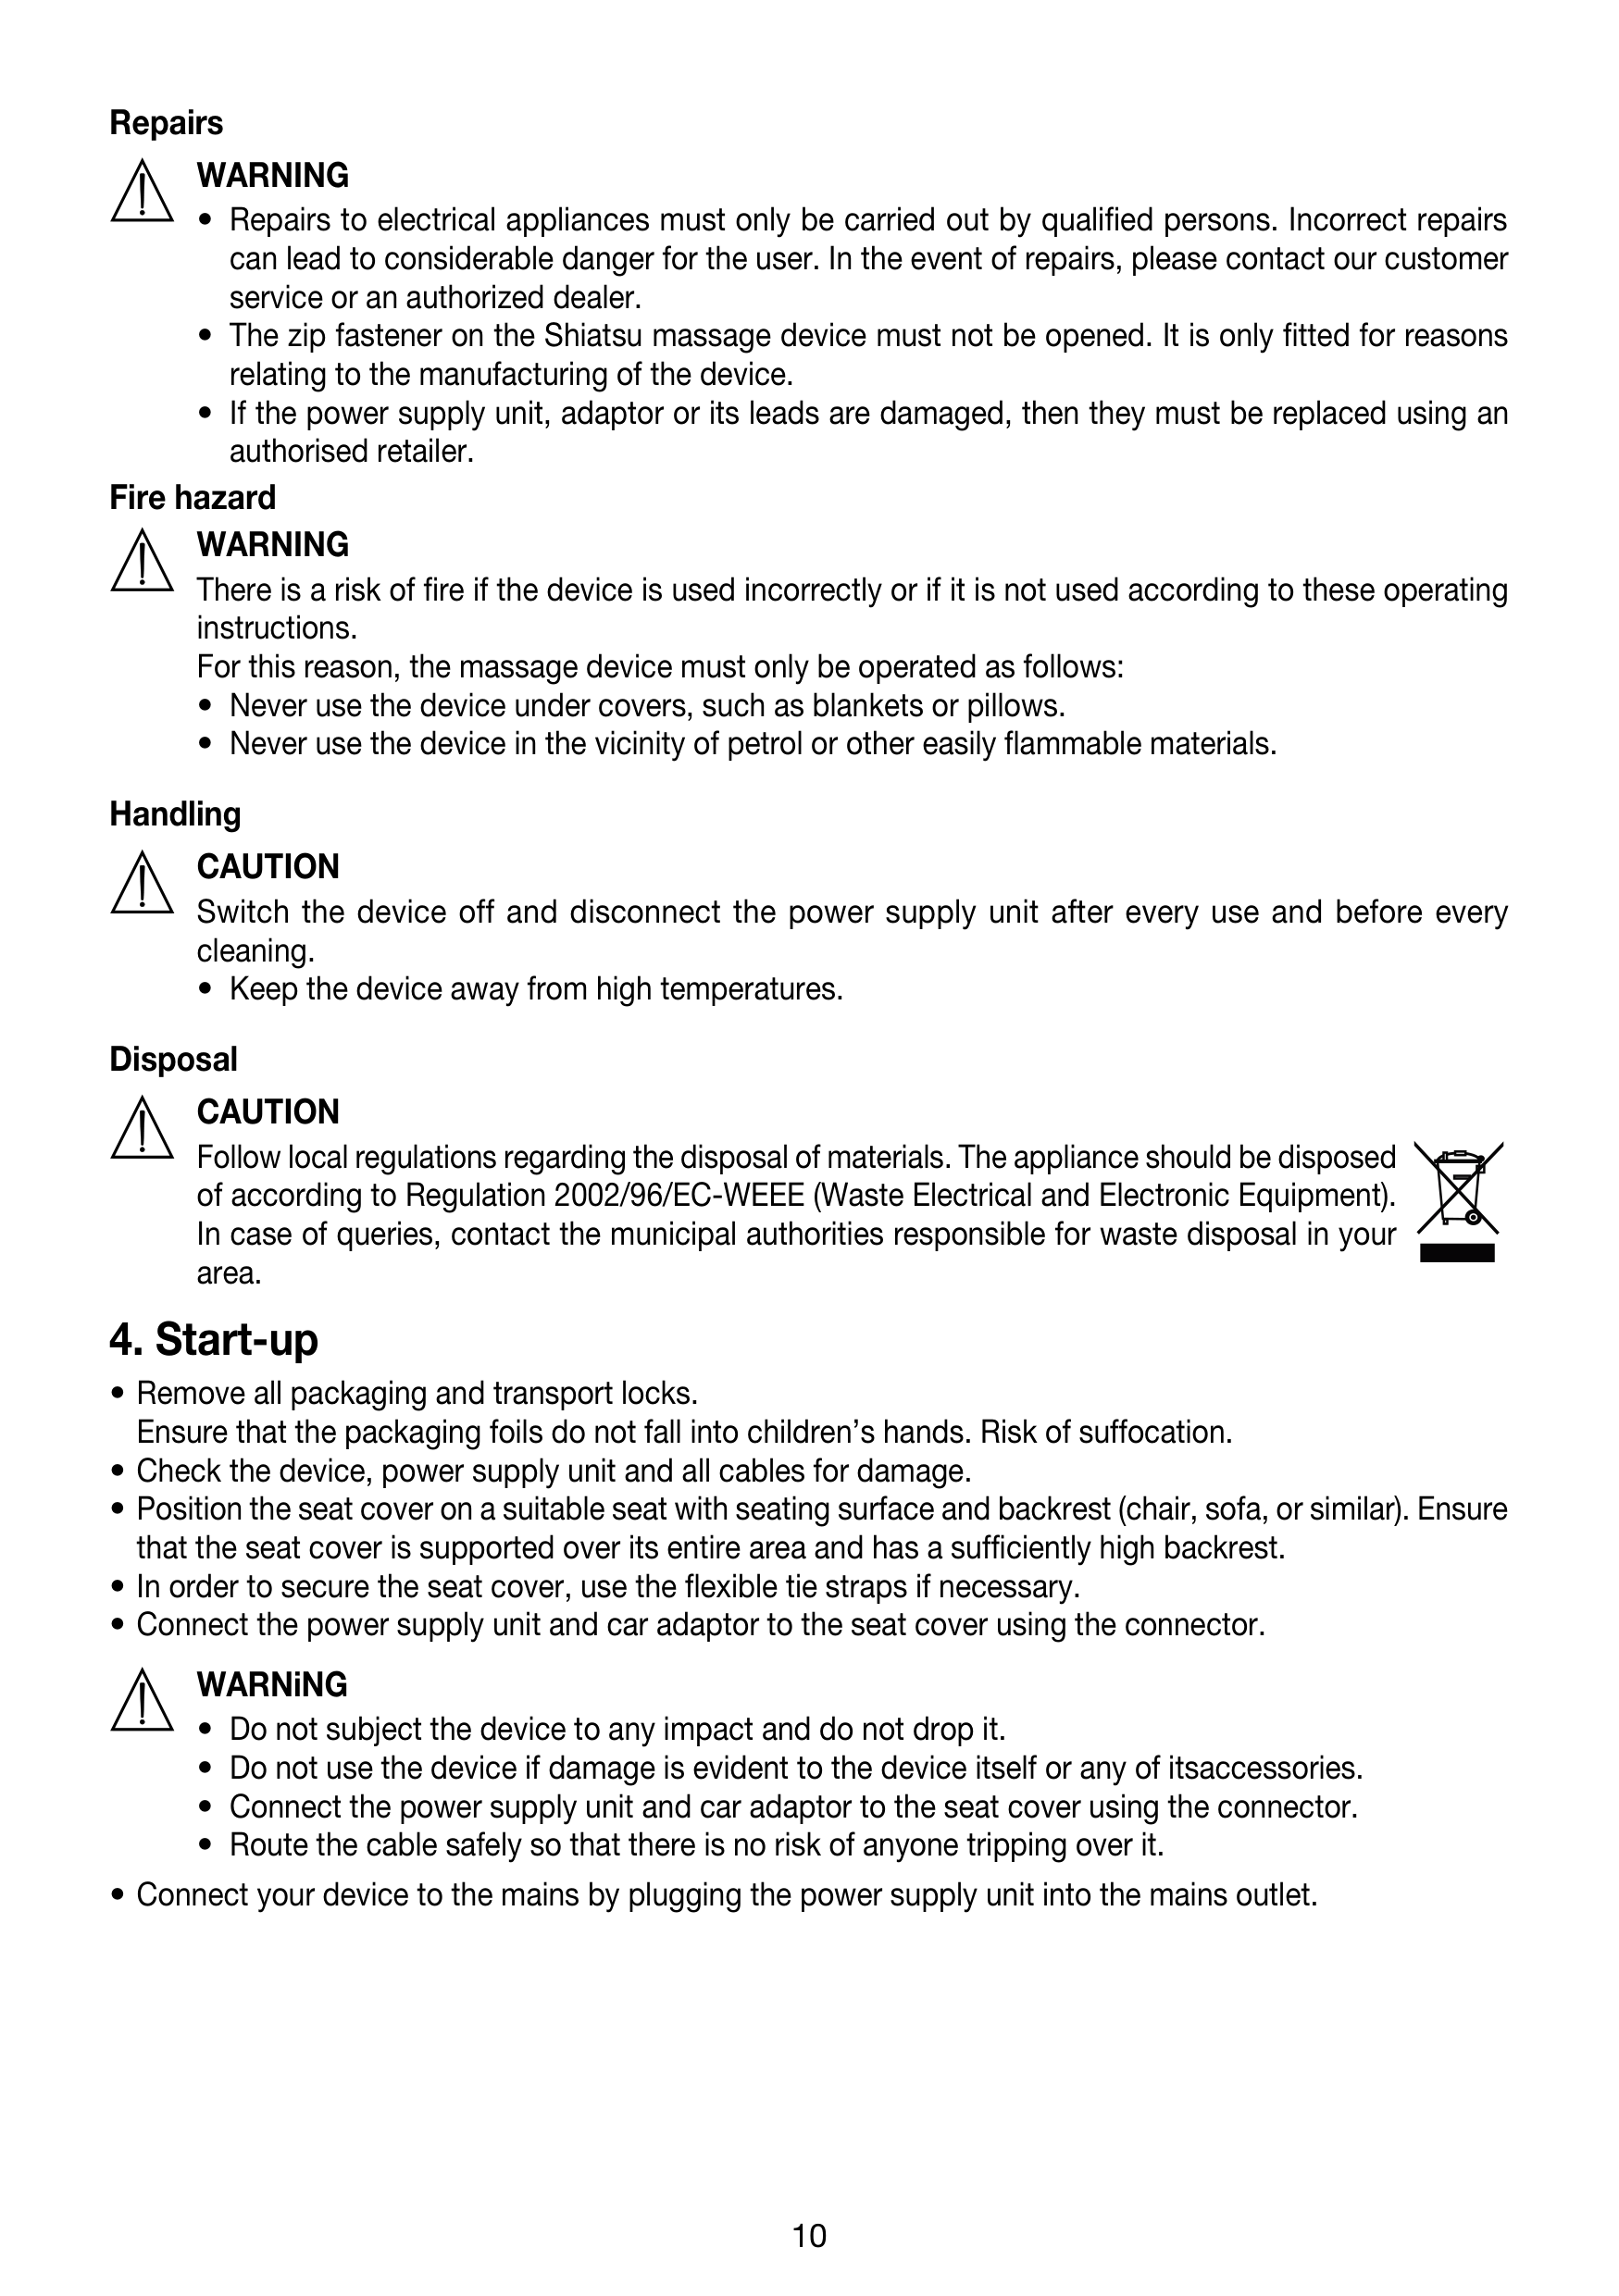 Repairs
WARNING
• Repairs to electrical appliances must only be carried out by qualified persons. Incorrect repairs
can lead to considerable danger for the user. In the event of repairs, please contact our customer
service or an authorized dealer.
• The zip fastener on the Shiatsu massage device must not be opened. It is only fitted for reasons
relating to the manufacturing of the device.
• If the power supply unit, adaptor or its leads are damaged, then they must be replaced using an
authorised retailer.
Fire hazard
WARNING
There is a risk of fire if the device is used incorrectly or if it is not used according to these operating
instructions.
For this reason, the massage device must only be operated as follows:
• Never use the device under covers, such as blankets or pillows.
• Never use the device in the vicinity of petrol or other easily flammable materials.
Handling
CAUTION
Switch the device off and disconnect the power supply unit after every use and before every
cleaning.
• Keep the device away from high temperatures.
Disposal
CAUTION
Follow local regulations regarding the disposal of materials. The appliance should be disposed
of according to Regulation 2002/96/EC-WEEE (Waste Electrical and Electronic Equipment).
In case of queries, contact the municipal authorities responsible for waste disposal in your
area.
4. Start-up
• Remove all packaging and transport locks.
Ensure that the packaging foils do not fall into children’s hands. Risk of suffocation.
• Check the device, power supply unit and all cables for damage.
• Position the seat cover on a suitable seat with seating surface and backrest (chair, sofa, or similar). Ensure
that the seat cover is supported over its entire area and has a sufficiently high backrest.
• In order to secure the seat cover, use the flexible tie straps if necessary.
• Connect the power supply unit and car adaptor to the seat cover using the connector.
WARNiNG
• Do not subject the device to any impact and do not drop it.
• Do not use the device if damage is evident to the device itself or any of itsaccessories.
• Connect the power supply unit and car adaptor to the seat cover using the connector.
• Route the cable safely so that there is no risk of anyone tripping over it.
• Connect your device to the mains by plugging the power supply unit into the mains outlet.
10